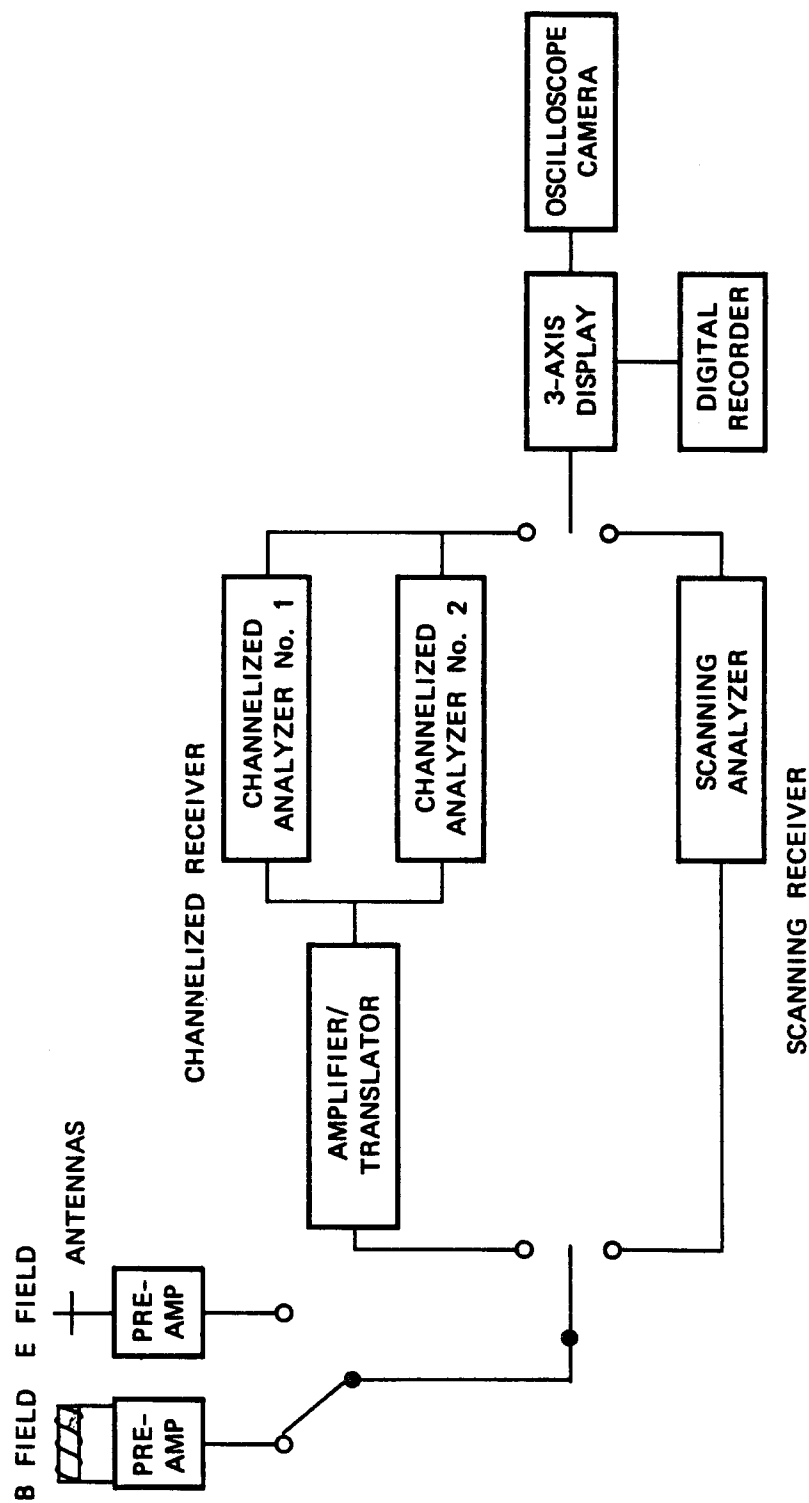 B FIELD
E FIELD
ANTENNAS
PRE-
AMP
PRE-
AMP
CHANNELIZED RECEIVER
AMPLIFIER/
TRANSLATOR
CHANNELIZED
ANALYZER No. 1
CHANNELIZED
ANALYZER No. 2
SCANNING
ANALYZER
SCANNING RECEIVER
3-AXIS
DISPLAY
OSCILLOSCOPE
CAMERA
DIGITAL
RECORDER